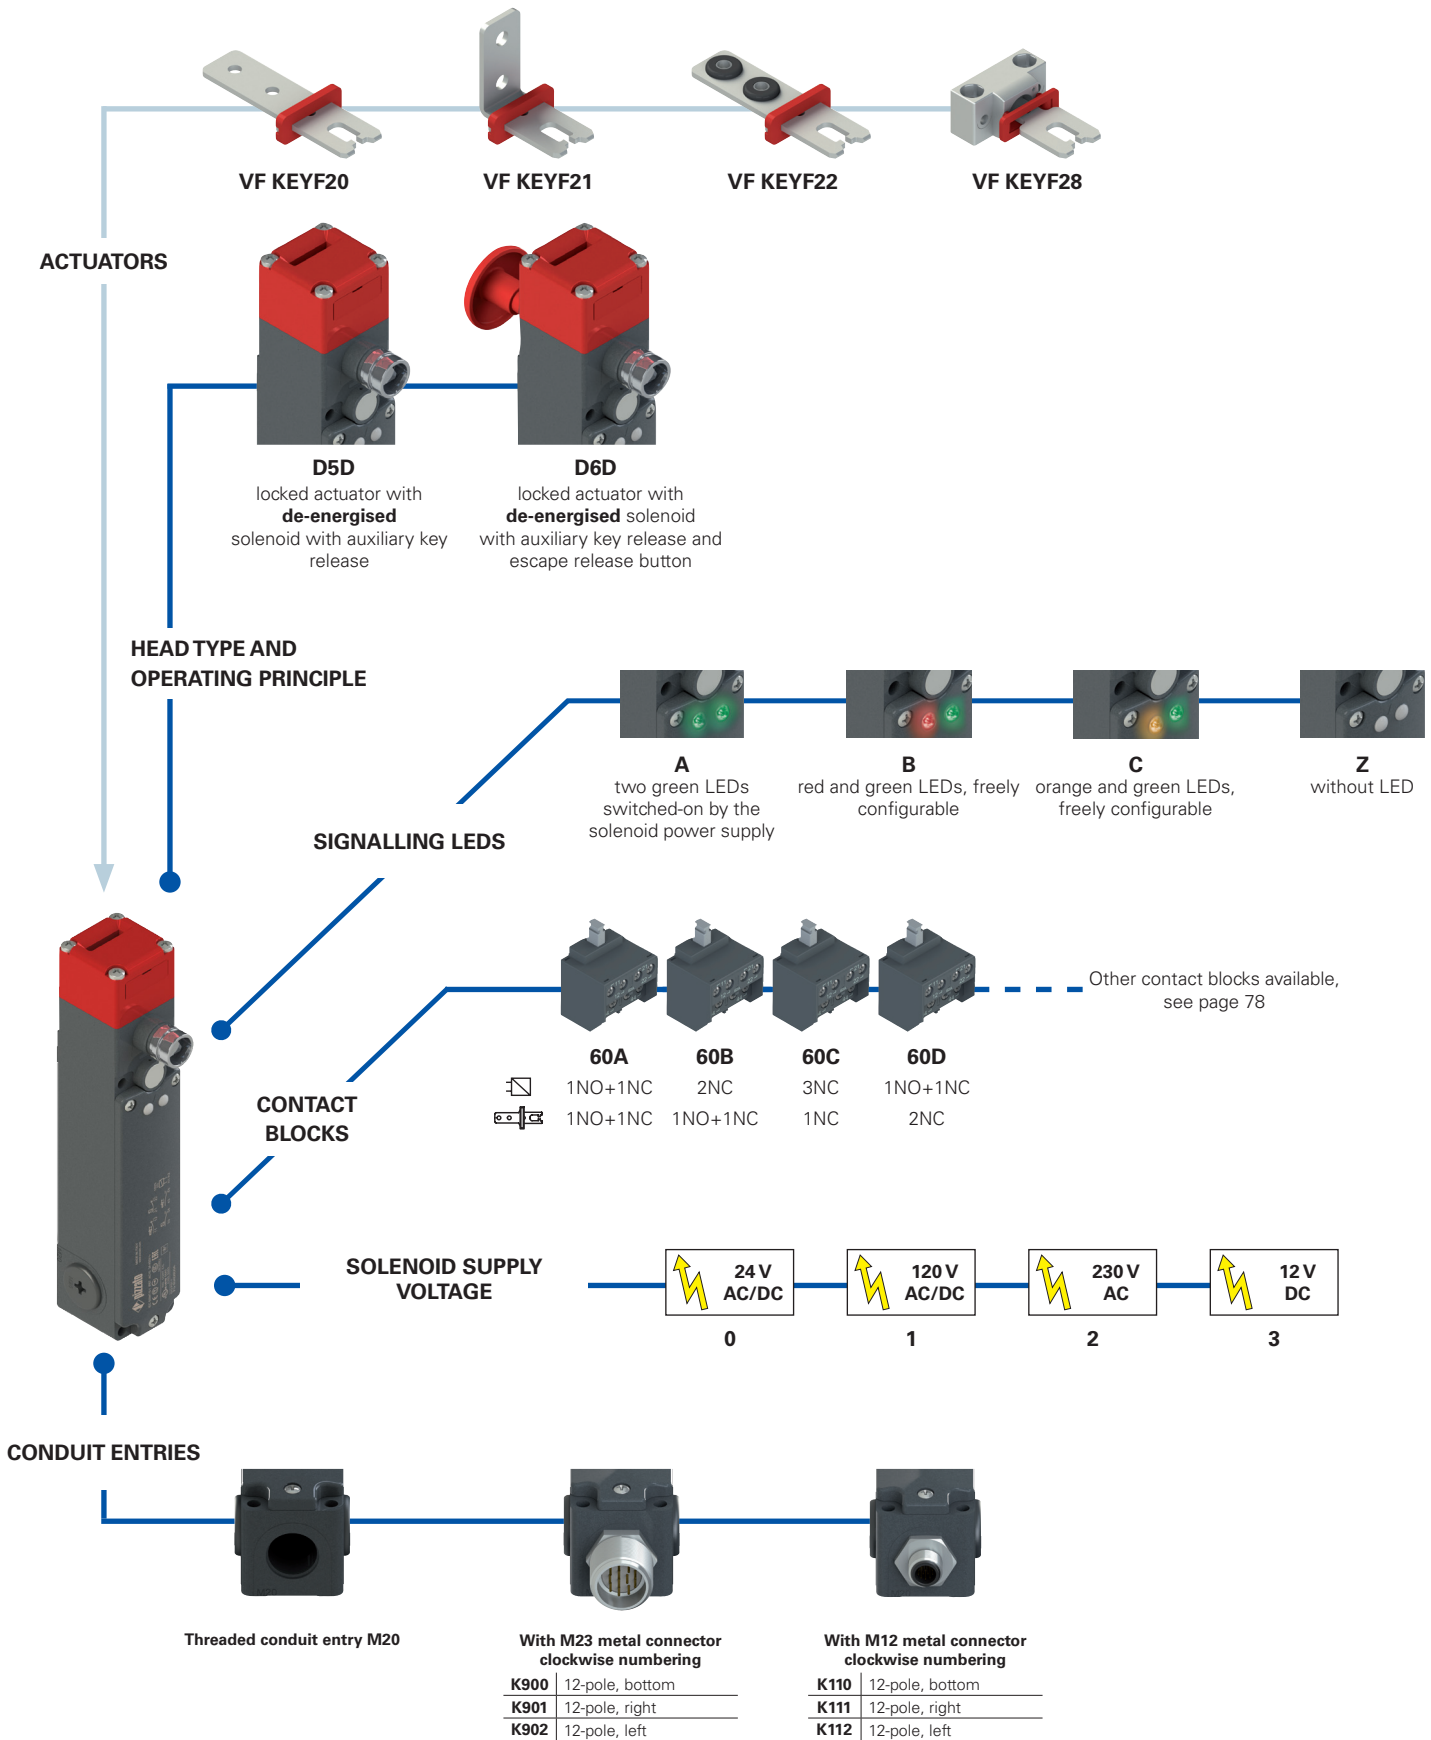 VF KEYF20
VF KEYF21
VF KEYF22
VF KEYF28
ACTUATORS
D5D
locked actuator with
de-energised
solenoid with auxiliary key
release
D6D
locked actuator with
de-energised solenoid
with auxiliary key release and
escape release button
HEAD TYPE AND
OPERATING PRINCIPLE
A
two green LEDs
switched-on by the
solenoid power supply
B
red and green LEDs, freely
configurable
C
orange and green LEDs,
freely configurable
Z
without LED
SIGNALLING LEDS
Other contact blocks available,
see page 78
60A 60B 60C 60D
1NO+1NC 2NC 3NC 1NO+1NC
1NO+1NC 1NO+1NC 1NC 2NC
CONTACT
BLOCKS
pizzato
SOLENOID SUPPLY
VOLTAGE
24 V
AC/DC
0
120 V
AC/DC
1
230 V
AC
2
12 V
DC
3
CONDUIT ENTRIES
M20
Threaded conduit entry M20
With M23 metal connector
clockwise numbering
K900 12-pole, bottom
K901 12-pole, right
K902 12-pole, left
With M12 metal connector
clockwise numbering
K110 12-pole, bottom
K111 12-pole, right
K112 12-pole, left